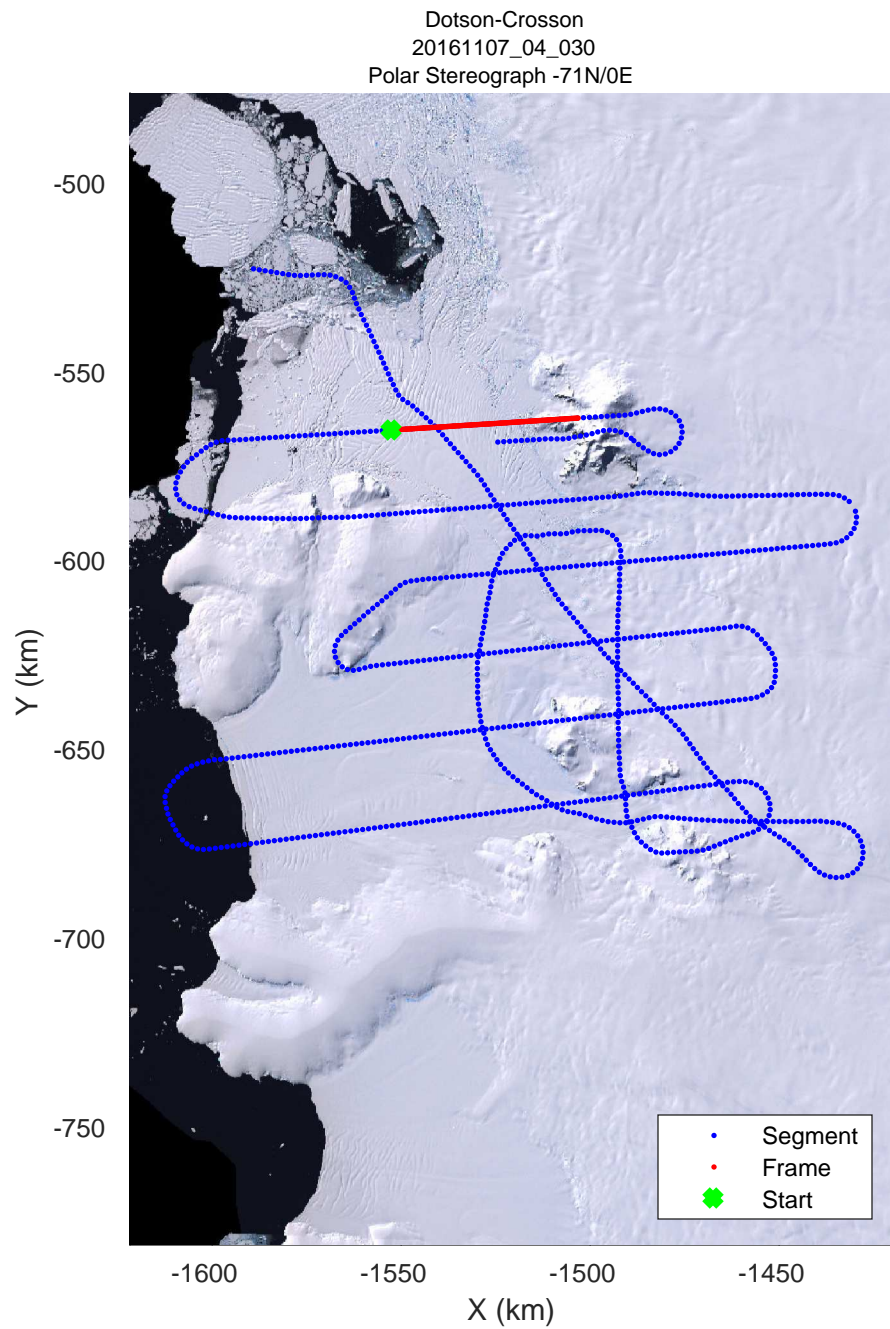 Dotson-Crosson
20161107_04_030
Polar Stereograph -71N/0E
-500
-550
-600
-650
-700
-750
Y (km)
-1600
-1550
-1500
-1450
X (km)
Segment
Frame
Start